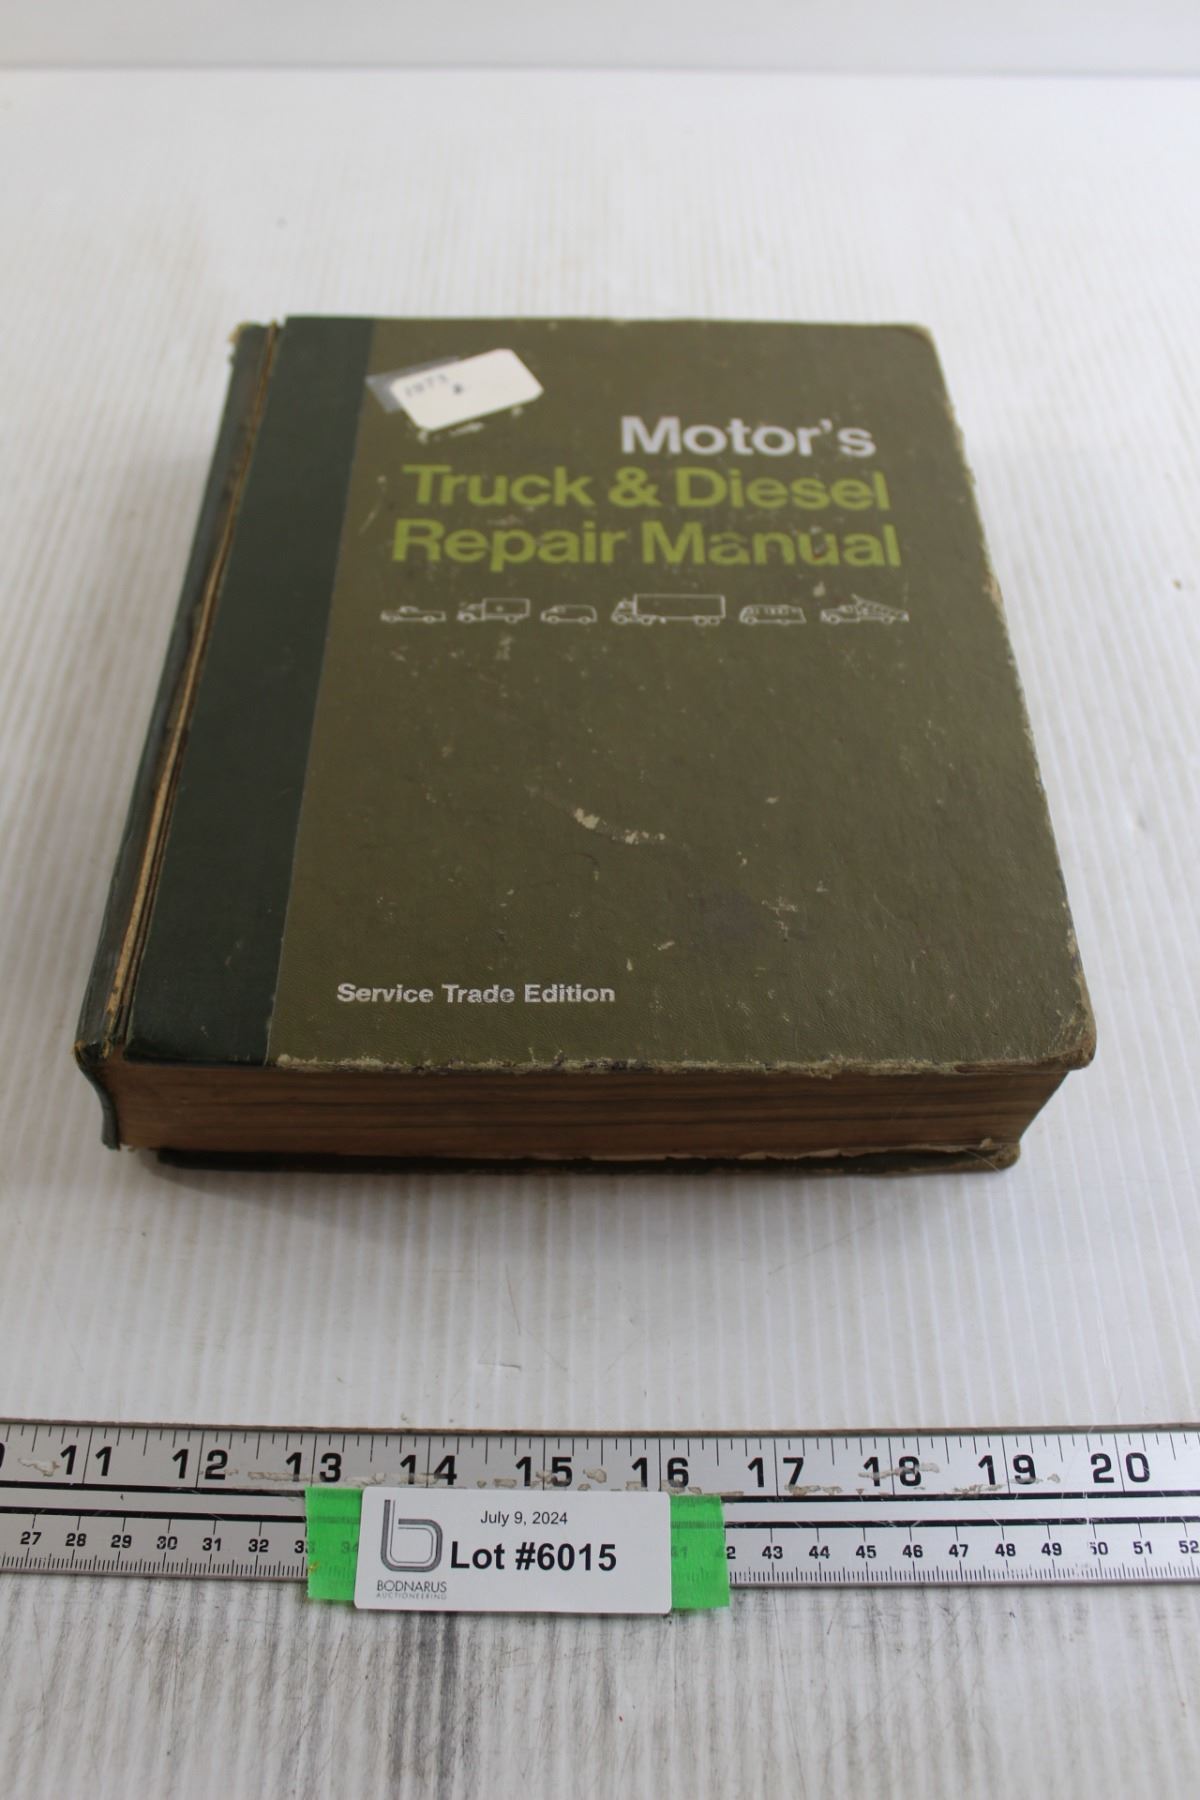 Motor's
Truck & Diesel
Repair Manual
Service Trade Edition
11 12 13 14 15 16 17 18 19 20
27 28 29 30 31 32 41 42 43 44 45 46 47 48 49 50 51 52
July 9, 2024
Lot #6015
BODNARUS
AUCTIONEERING